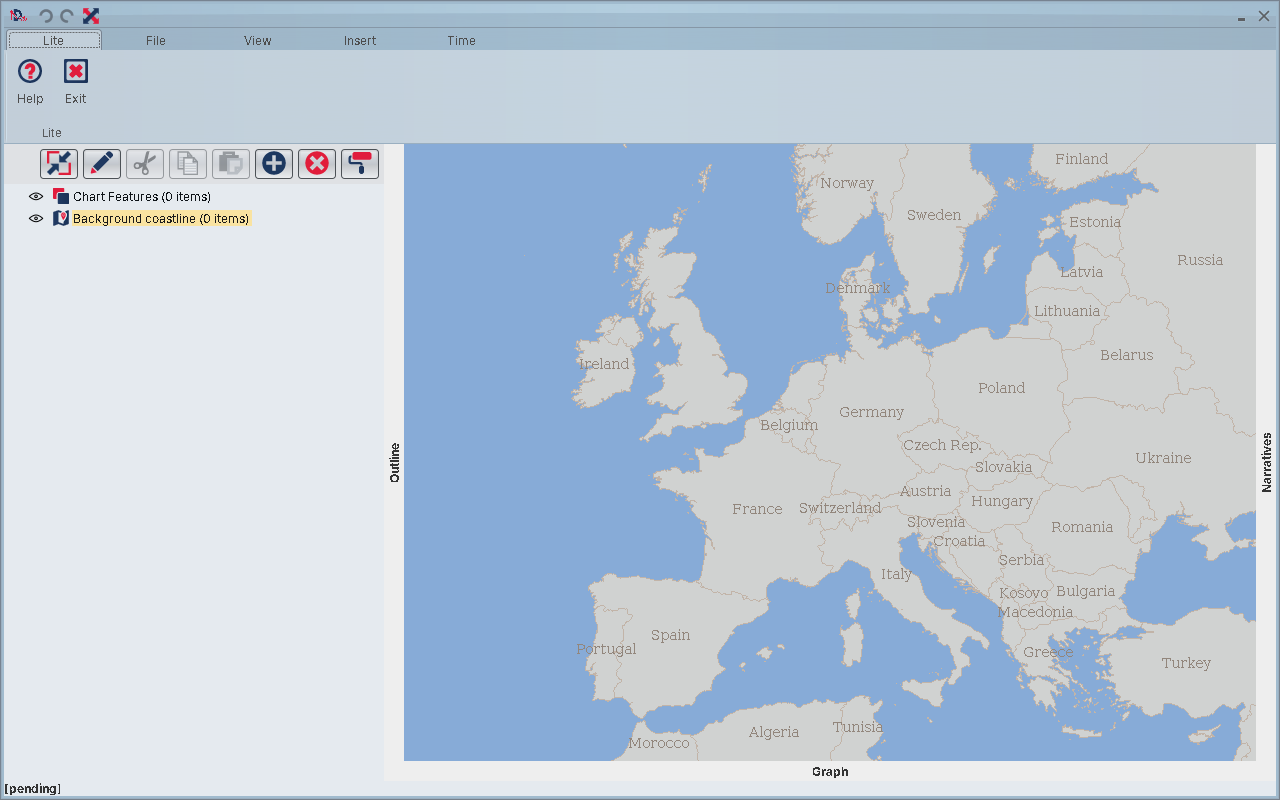 Lite File View Insert Time
Help Exit
Lite
Chart Features (0 items)
Background coastline (0 items)
Finland
Norway
Sweden
Estonia
Russia
Latvia
Denmark
Lithuania
Belarus
Ireland
Poland
Germany
Belgium
Czech Rep.
Ukraine
Slovakia
Austria
Hungary
France
Switzerland
Slovenia
Romania
Croatia
Serbia
Italy
Kosovo
Bulgaria
Macedonia
Spain
Portugal
Greece
Turkey
Tunisia
Algeria
Morocco
Outline
Narratives
Graph
[pending]